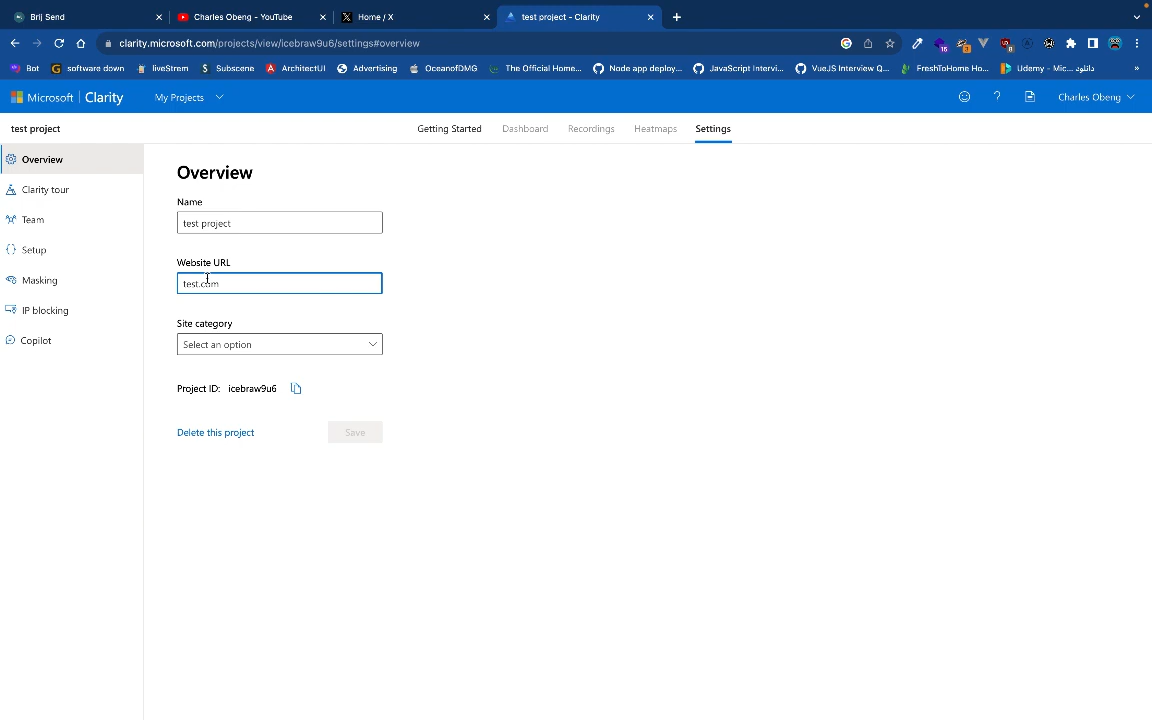 Brij Send
Charles Obeng - YouTube
Home / X
test project - Clarity
clarity.microsoft.com/projects/view/icebraw9u6/settings#overview
Bot
software down
liveStrem
Subscene
ArchitectUI
Advertising
OceanofDMG
The Official Home...
Node app deploy...
JavaScript Intervi...
VueJS Interview Q...
FreshToHome Ho...
Udemy - Mic... دانلود
Microsoft | Clarity
My Projects
Charles Obeng
test project
Getting Started
Dashboard
Recordings
Heatmaps
Settings
Overview
Clarity tour
Team
Setup
Masking
IP blocking
Copilot
Overview
Name
test project
Website URL
test.com
Site category
Select an option
Project ID: icebraw9u6
Delete this project
Save